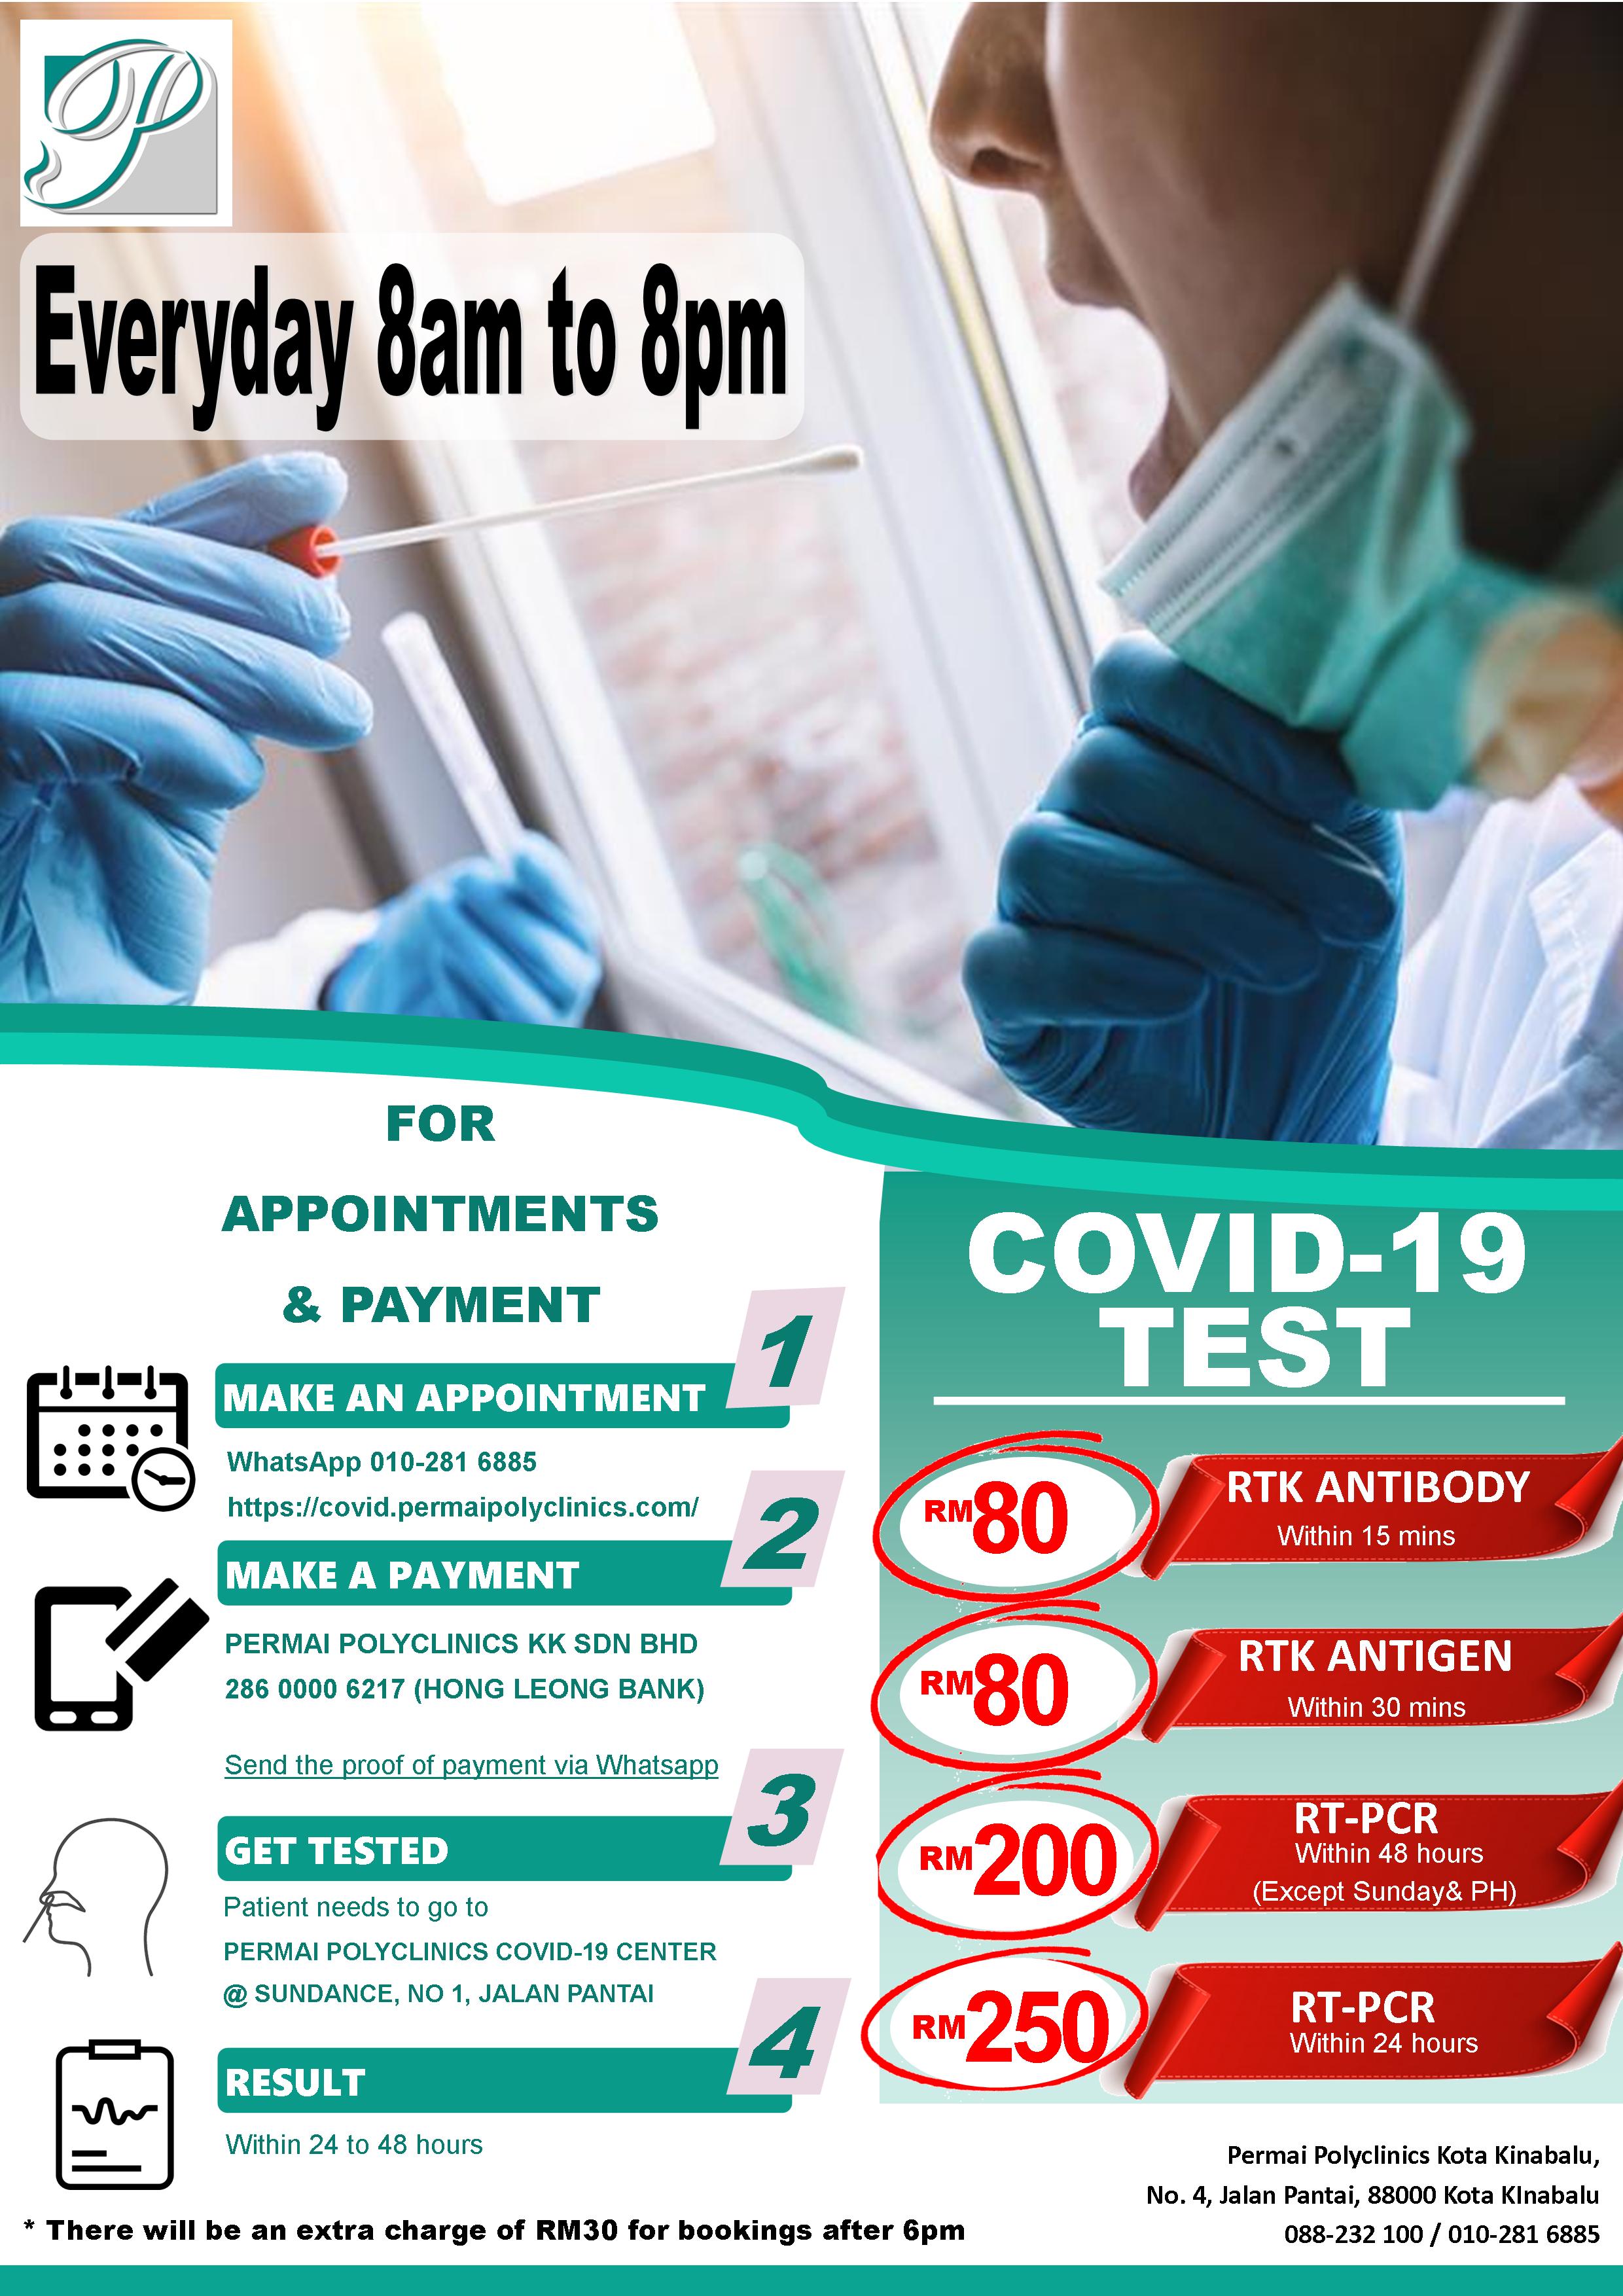 P
Everyday 8am to 8pm
FOR
APPOINTMENTS
& PAYMENT
1
MAKE AN APPOINTMENT
WhatsApp 010-281 6885
https://covid.permaipolyclinics.com/
2
MAKE A PAYMENT
PERMAI POLYCLINICS KK SDN BHD
286 0000 6217 (HONG LEONG BANK)
Send the proof of payment via Whatsapp
3
GET TESTED
Patient needs to go to
PERMAI POLYCLINICS COVID-19 CENTER
@ SUNDANCE, NO 1, JALAN PANTAI
4
RESULT
Within 24 to 48 hours
* There will be an extra charge of RM30 for bookings after 6pm
COVID-19
TEST
RM80
RTK ANTIBODY
Within 15 mins
RM80
RTK ANTIGEN
Within 30 mins
RM200
RT-PCR
Within 48 hours
(Except Sunday& PH)
RM250
RT-PCR
Within 24 hours
Permai Polyclinics Kota Kinabalu,
No. 4, Jalan Pantai, 88000 Kota KInabalu
088-232 100 / 010-281 6885